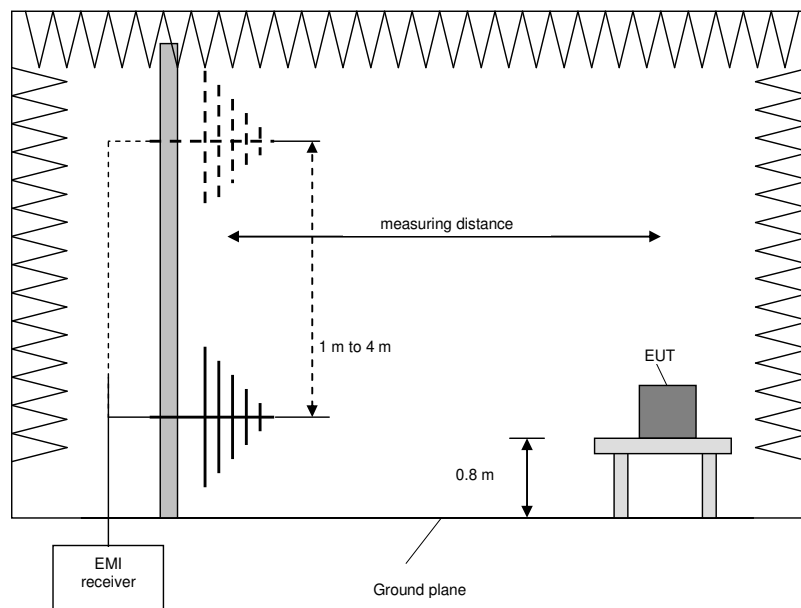 measuring distance
1 m to 4 m
EUT
0.8 m
EMI
receiver
Ground plane